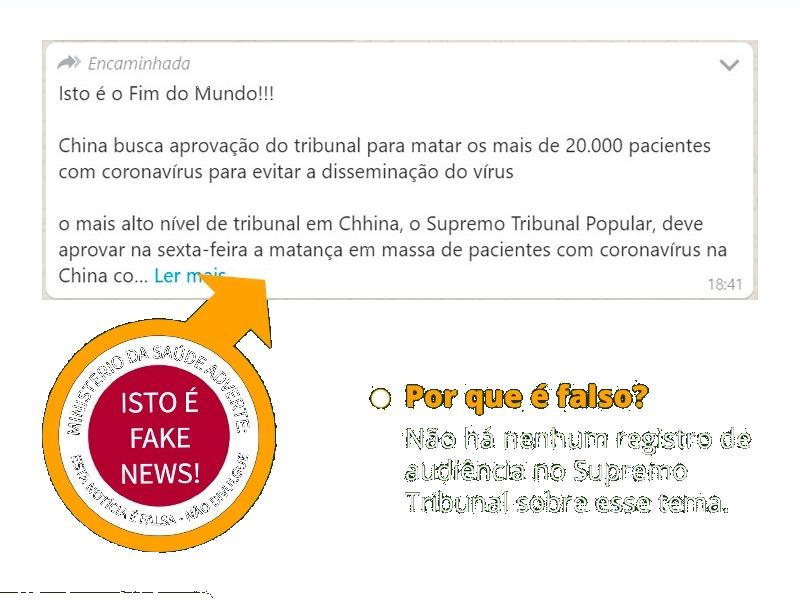 Encaminhada
Isto é o Fim do Mundo!!!
China busca aprovação do tribunal para matar os mais de 20.000 pacientes
com coronavírus para evitar a disseminação do vírus
o mais alto nível de tribunal em Chhina, o Supremo Tribunal Popular, deve
aprovar na sexta-feira a matança em massa de pacientes com coronavírus na
China co... Ler mais
18:41
MINISTÉRIO DA SAÚDE ADVERTE:
ISTO É
FAKE
NEWS!
ESTA NOTÍCIA É FALSA - NÃO DIVULGUE
Por que é falso?
Não há nenhum registro de
audiência no Supremo
Tribunal sobre esse tema.